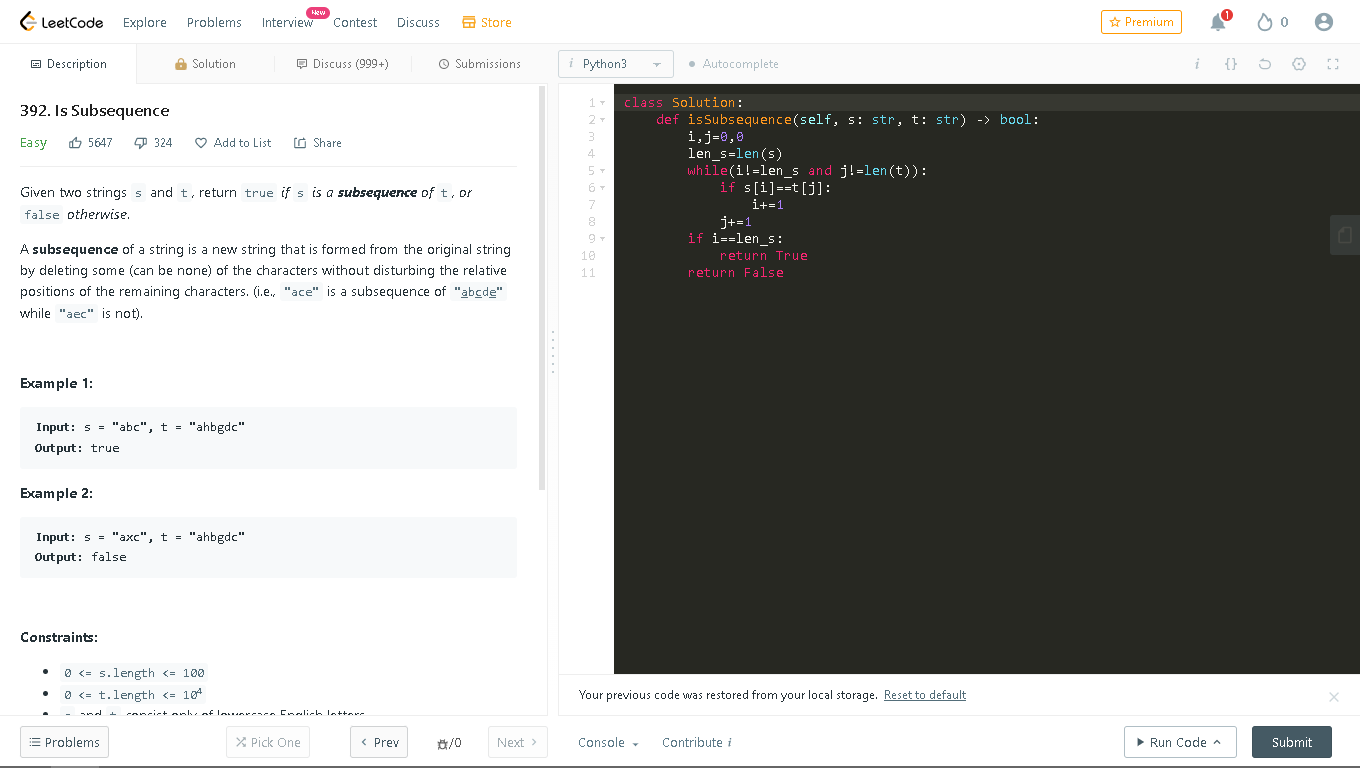 LeetCode Explore Problems Interview New Contest Discuss Store Premium 1 0
Description Solution Discuss (999+) Submissions i Python3 Autocomplete i {}
392. Is Subsequence
Easy 5647 324 Add to List Share
Given two strings s and t, return true if s is a subsequence of t, or
false otherwise.
A subsequence of a string is a new string that is formed from the original string
by deleting some (can be none) of the characters without disturbing the relative
positions of the remaining characters. (i.e., "ace" is a subsequence of "abcde"
while "aec" is not).
Example 1:
Input: s = "abc", t = "ahbgdc"
Output: true
Example 2:
Input: s = "axc", t = "ahbgdc"
Output: false
Constraints:
0 <= s.length <= 100
0 <= t.length <= 10⁴
s and t consist only of lowercase English letters
1 class Solution:
2     def isSubsequence(self, s: str, t: str) -> bool:
3         i,j=0,0
4         len_s=len(s)
5         while(i!=len_s and j!=len(t)):
6             if s[i]==t[j]:
7                 i+=1
8             j+=1
9         if i==len_s:
10             return True
11         return False
Your previous code was restored from your local storage. Reset to default
Problems Pick One Prev /0 Next Console Contribute i Run Code Submit